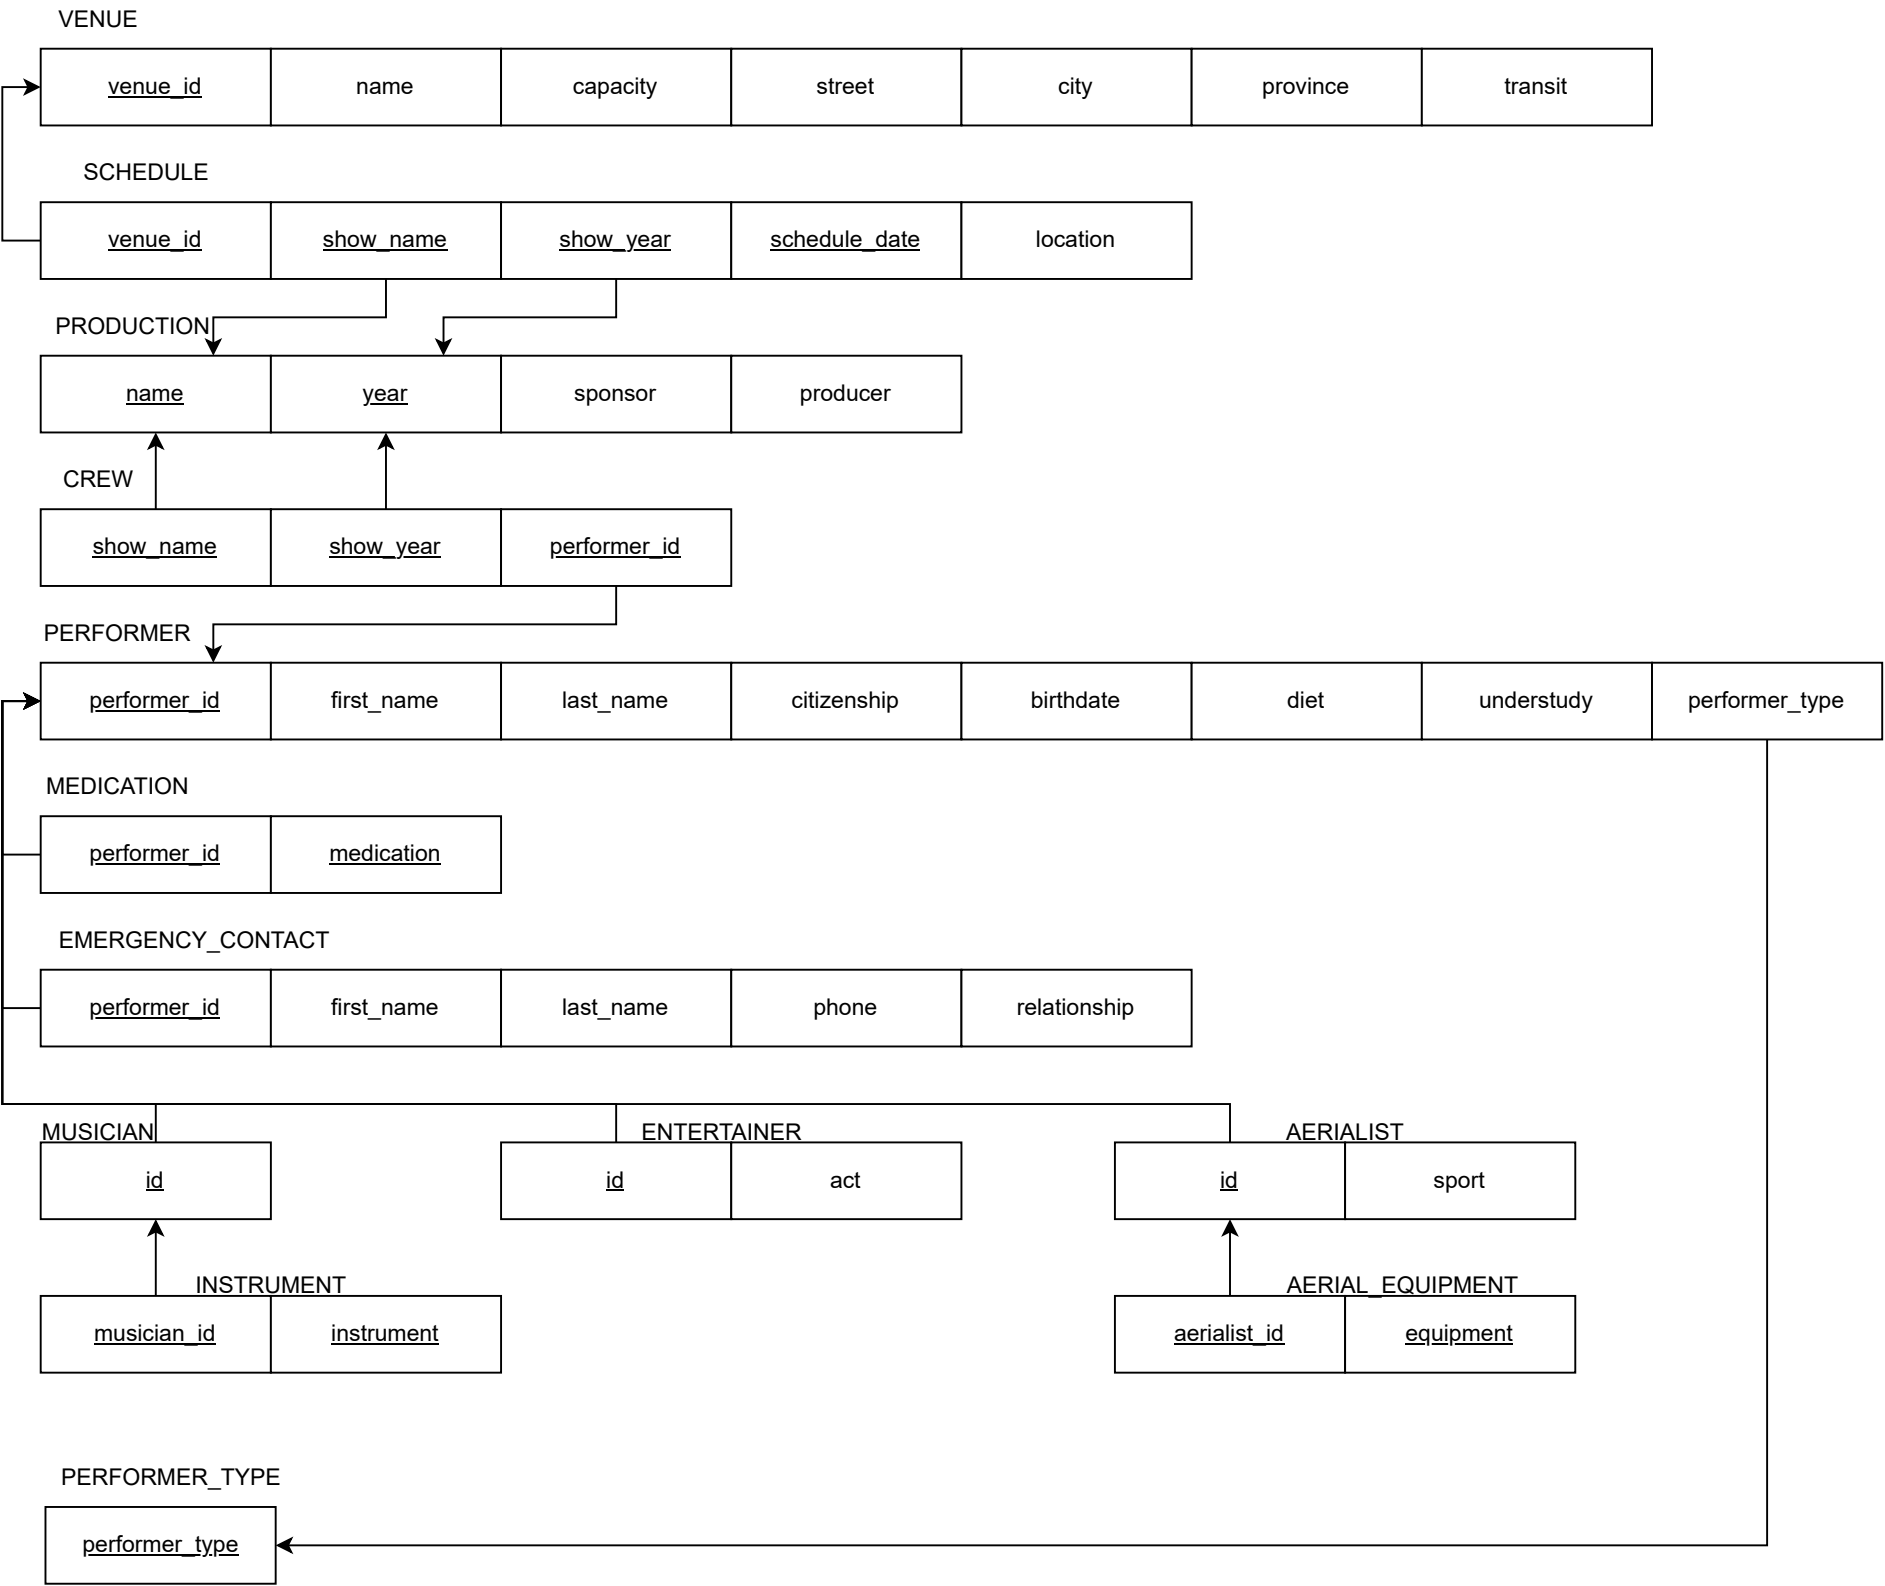 VENUE
venue_id name capacity street city province transit
SCHEDULE
venue_id show_name show_year schedule_date location
PRODUCTION
name year sponsor producer
CREW
show_name show_year performer_id
PERFORMER
performer_id first_name last_name citizenship birthdate diet understudy performer_type
MEDICATION
performer_id medication
EMERGENCY_CONTACT
performer_id first_name last_name phone relationship
MUSICIAN ENTERTAINER AERIALIST
id id act id sport
INSTRUMENT AERIAL_EQUIPMENT
musician_id instrument aerialist_id equipment
PERFORMER_TYPE
performer_type